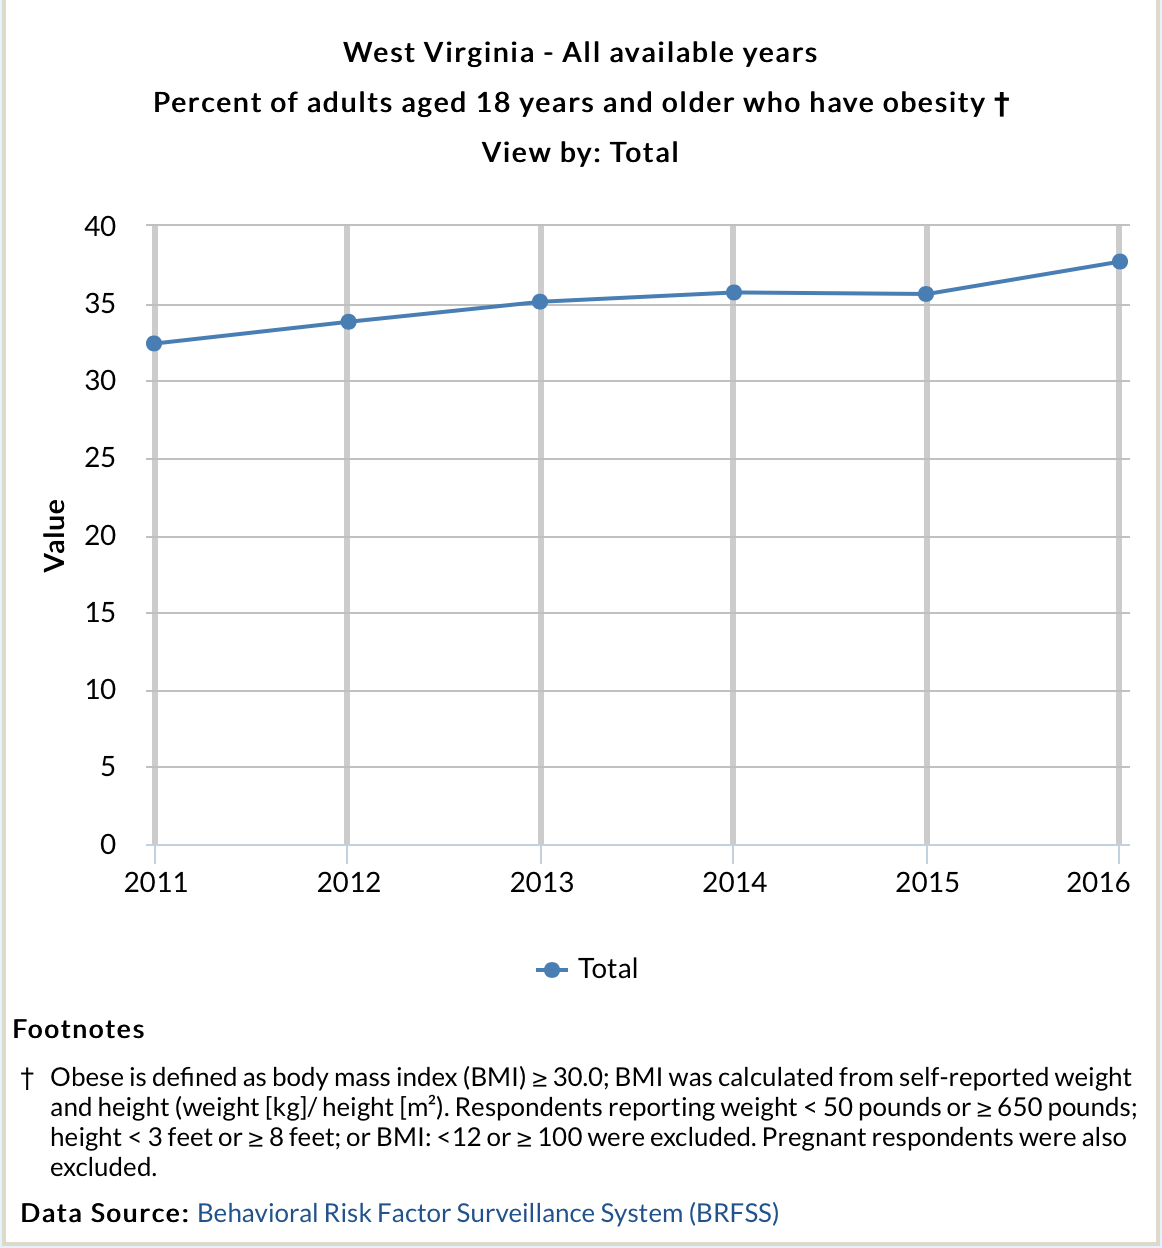 West Virginia - All available years
Percent of adults aged 18 years and older who have obesity †
View by: Total
40
35
30
25
20
15
10
5
0
Value
2011 2012 2013 2014 2015 2016
Total
Footnotes
† Obese is defined as body mass index (BMI) ≥ 30.0; BMI was calculated from self-reported weight
and height (weight [kg]/ height [m²). Respondents reporting weight < 50 pounds or ≥ 650 pounds;
height < 3 feet or ≥ 8 feet; or BMI: <12 or ≥ 100 were excluded. Pregnant respondents were also
excluded.
Data Source: Behavioral Risk Factor Surveillance System (BRFSS)